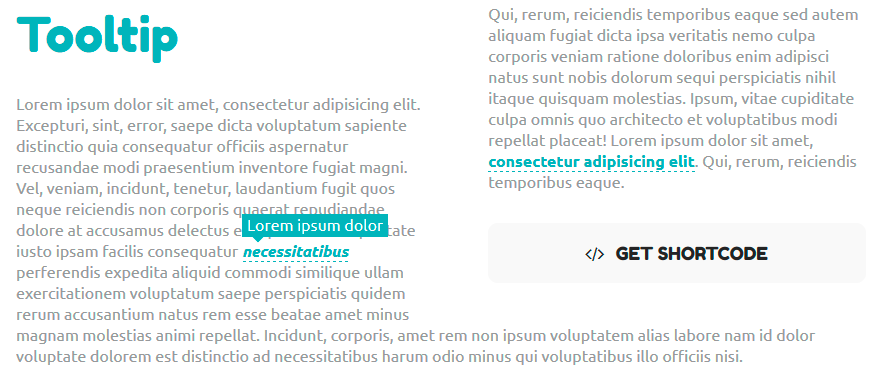 Tooltip
Lorem ipsum dolor sit amet, consectetur adipisicing elit.
Excepturi, sint, error, saepe dicta voluptatum sapiente
distinctio quia consequatur officiis aspernatur
recusandae modi praesentium inventore fugiat magni.
Vel, veniam, incidunt, tenetur, laudantium fugit quos
neque reiciendis non corporis quaerat repudiandae
Lorem ipsum dolor
dolore at accusamus delectus
iusto ipsam facilis consequatur necessitatibus
perferendis expedita aliquid commodi similique ullam
exercitationem voluptatum saepe perspiciatis quidem
rerum accusantium natus rem esse beatae amet minus
magnam molestias animi repellat. Incidunt, corporis, amet rem non ipsum voluptatem alias labore nam id dolor
voluptate dolorem est distinctio ad necessitatibus harum odio minus qui voluptatibus illo officiis nisi.
Qui, rerum, reiciendis temporibus eaque sed autem
aliquam fugiat dicta ipsa veritatis nemo culpa
corporis veniam ratione doloribus enim adipisci
natus sunt nobis dolorum sequi perspiciatis nihil
itaque quisquam molestias. Ipsum, vitae cupiditate
culpa omnis quo architecto et voluptatibus modi
repellat placeat! Lorem ipsum dolor sit amet,
consectetur adipisicing elit. Qui, rerum, reiciendis
temporibus eaque.
</> GET SHORTCODE